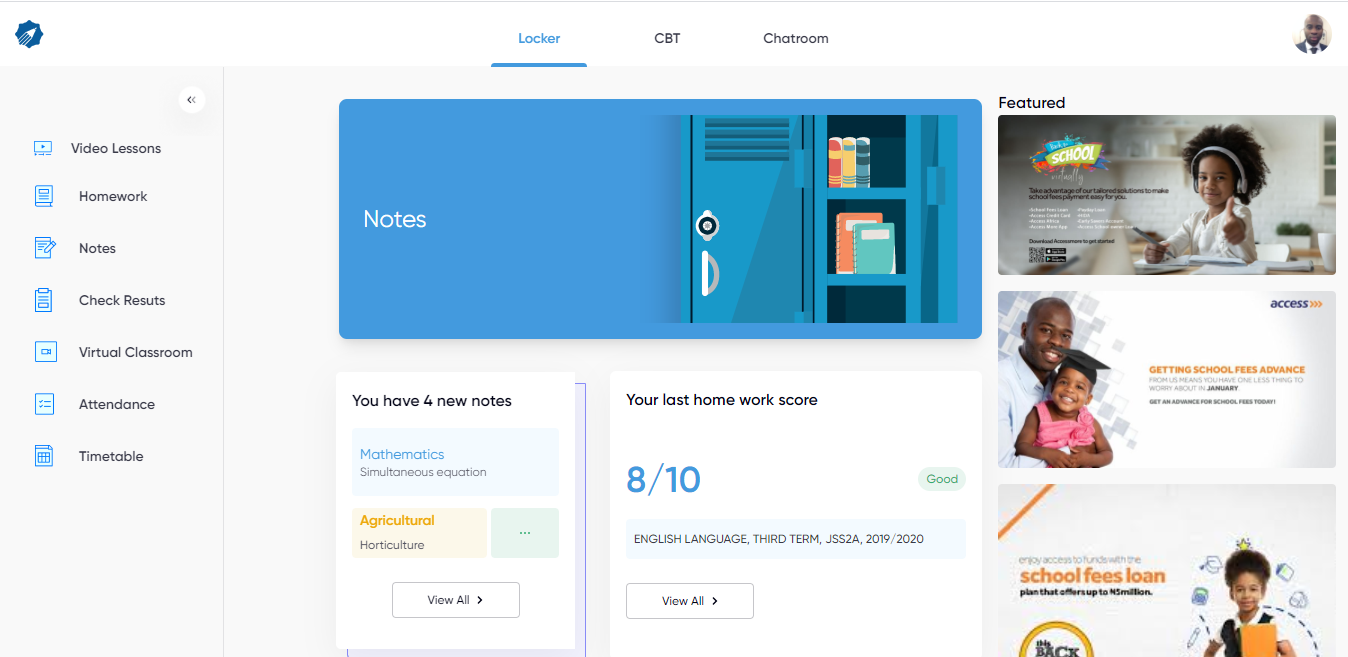 Locker
CBT
Chatroom
Video Lessons
Homework
Notes
Check Resuts
Virtual Classroom
Attendance
Timetable
Notes
You have 4 new notes
Mathematics
Simultaneous equation
Agricultural
Horticulture
...
View All
Your last home work score
8/10
Good
ENGLISH LANGUAGE, THIRD TERM, JSS2A, 2019/2020
View All
Featured
Back to
SCHOOL
virtually
Take advantage of our tailored solutions to make
school fees payment easy for you.
Download Accessmore to get started
access
GETTING SCHOOL FEES ADVANCE
FROM US MEANS YOU HAVE ONE LESS THING TO
WORRY ABOUT IN JANUARY.
GET AN ADVANCE FOR SCHOOL FEES TODAY!
enjoy access to funds with the
school fees loan
plan that offers up to N5million.
this
BACK